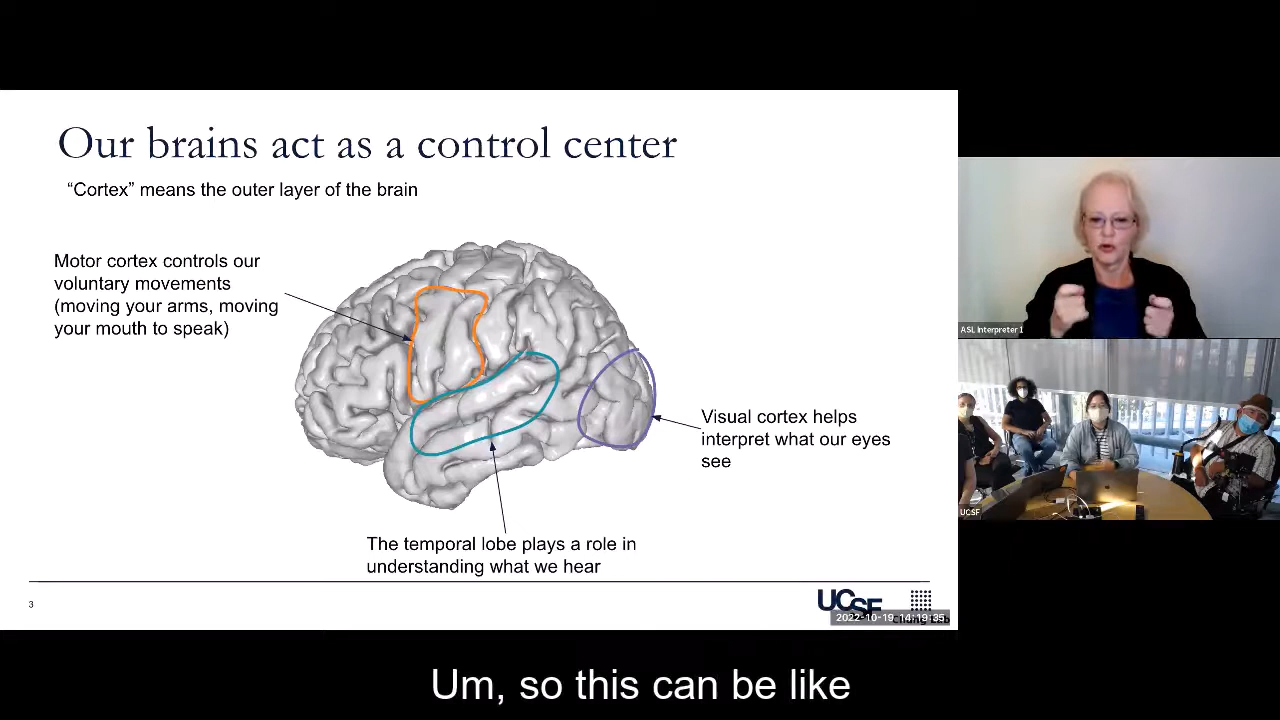 Our brains act as a control center
“Cortex” means the outer layer of the brain
Motor cortex controls our
voluntary movements
(moving your arms, moving
your mouth to speak)
Visual cortex helps
interpret what our eyes
see
The temporal lobe plays a role in
understanding what we hear
3
UCSF
2022-10-19 14:19:35
ASL Interpreter 1
UCSF
Um, so this can be like